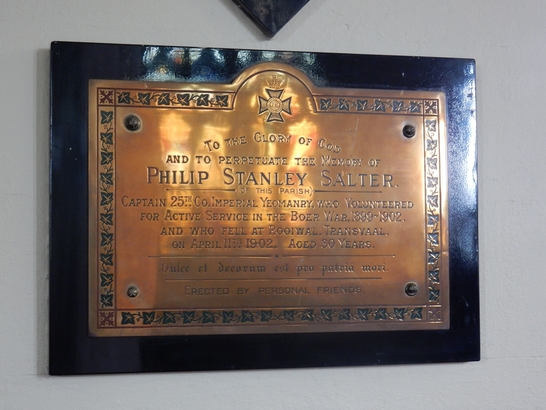 To the Glory of God
and to perpetuate the Memory of
Philip Stanley Salter.
(of this parish)
Captain 25th Co. Imperial Yeomanry, who Volunteered
for Active Service in the Boer War, 1899-1902,
and who fell at Rooiwal, Transvaal,
on April 11th 1902. Aged 30 Years.
Dulce et decorum est pro patria mori.
Erected by personal friends.